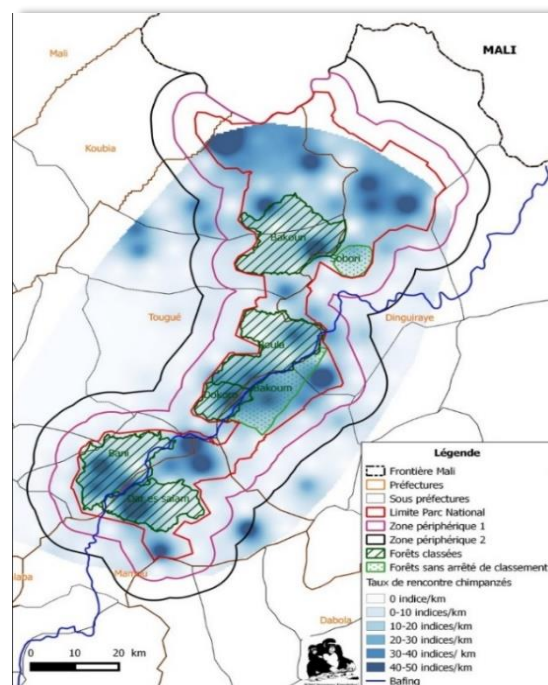 Mali
MALI
Koubia
Bakoun
Sobori
Tougué
Dinguiraye
Boula
Bakoum
Dokoro
Bani
Dar es salam
Mamou
Dabola
0 10 20 km
Légende
Frontière Mali
Préfectures
Sous préfectures
Limite Parc National
Zone périphérique 1
Zone périphérique 2
Forêts classées
Forêts sans arrêté de classement
Taux de rencontre chimpanzés
0 indice/km
0-10 indices/km
10-20 indices/km
20-30 indices/km
30-40 indices/ km
40-50 indices/km
Bafing